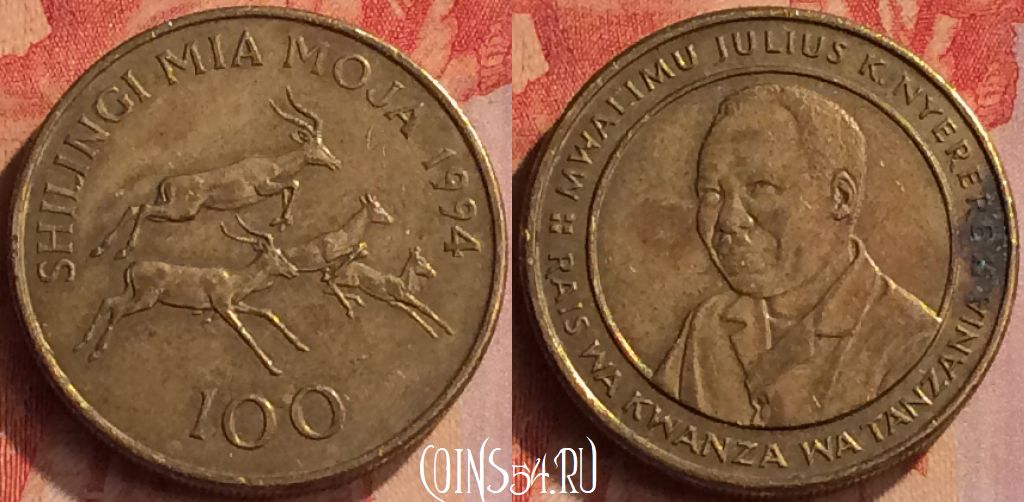 SHILINGI MIA MOJA 1994
100
MWALIMU JULIUS K. NYERERE
RAIS WA KWANZA WA TANZANIA
COINS54.RU